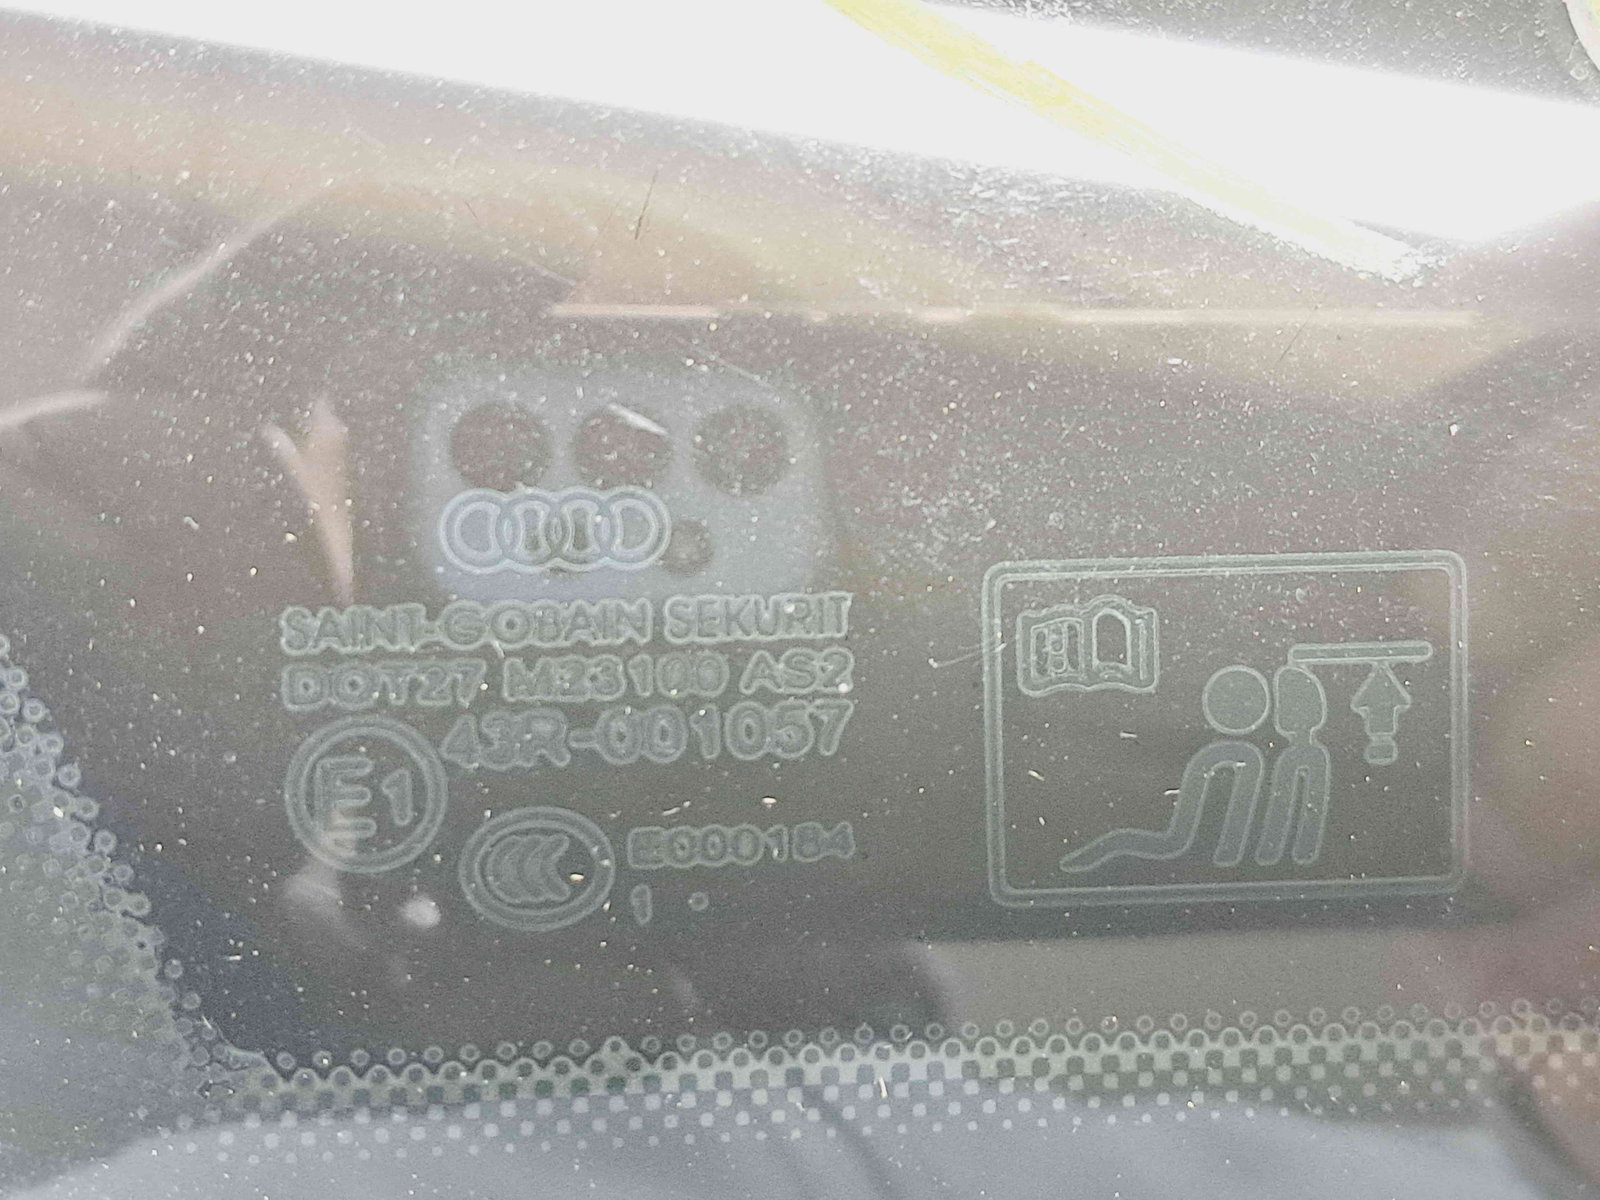 SAINT-GOBAIN SEKURIT
DOT27 M23100 AS2
43R-001057
E1
E000184
1 •